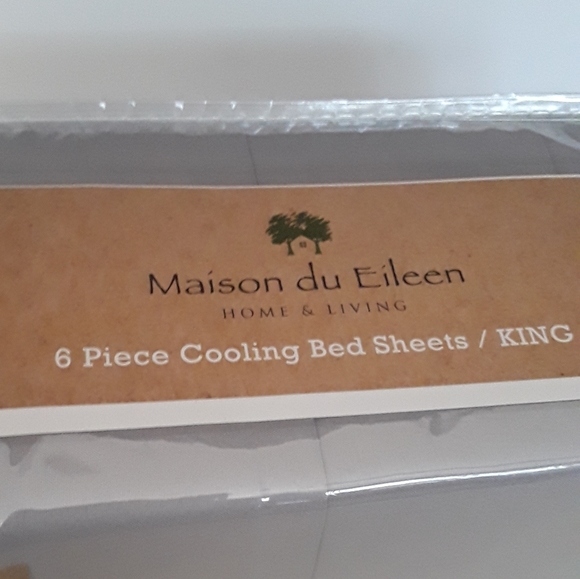 Maison du Eileen
HOME & LIVING
6 Piece Cooling Bed Sheets / KING